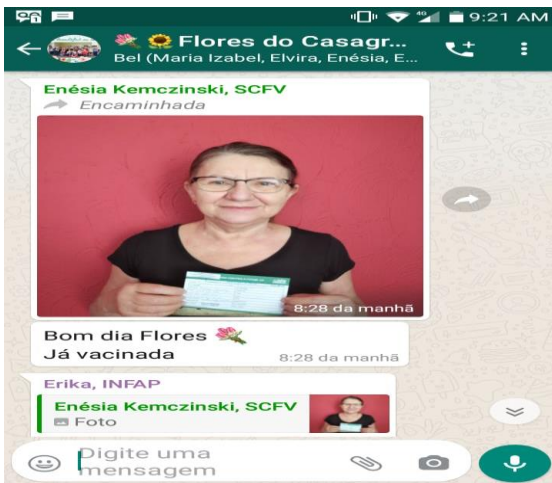 4G 9:21 AM
💐 🌻 Flores do Casagr...
Bel (Maria Izabel, Elvira, Enésia, E...
Enésia Kemczinski, SCFV
Encaminhada
8:28 da manhã
Bom dia Flores 💐
Já vacinada
8:28 da manhã
Erika, INFAP
Enésia Kemczinski, SCFV
Foto
Digite uma
mensagem